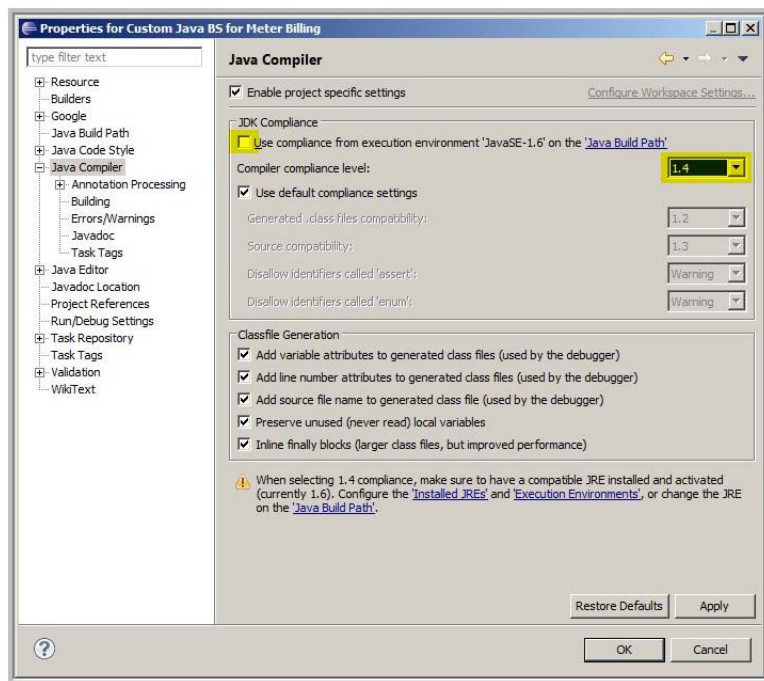 Properties for Custom Java BS for Meter Billing
type filter text
Resource
Builders
Google
Java Build Path
Java Code Style
Java Compiler
Annotation Processing
Building
Errors/Warnings
Javadoc
Task Tags
Java Editor
Javadoc Location
Project References
Run/Debug Settings
Task Repository
Task Tags
Validation
WikiText
Java Compiler
Enable project specific settings
Configure Workspace Settings...
JDK Compliance
Use compliance from execution environment 'JavaSE-1.6' on the 'Java Build Path'
Compiler compliance level:
1.4
Use default compliance settings
Generated .class files compatibility:
1.2
Source compatibility:
1.3
Disallow identifiers called 'assert':
Warning
Disallow identifiers called 'enum':
Warning
Classfile Generation
Add variable attributes to generated class files (used by the debugger)
Add line number attributes to generated class files (used by the debugger)
Add source file name to generated class file (used by the debugger)
Preserve unused (never read) local variables
Inline finally blocks (larger class files, but improved performance)
When selecting 1.4 compliance, make sure to have a compatible JRE installed and activated
(currently 1.6). Configure the 'Installed JREs' and 'Execution Environments', or change the JRE
on the 'Java Build Path'.
Restore Defaults
Apply
?
OK
Cancel